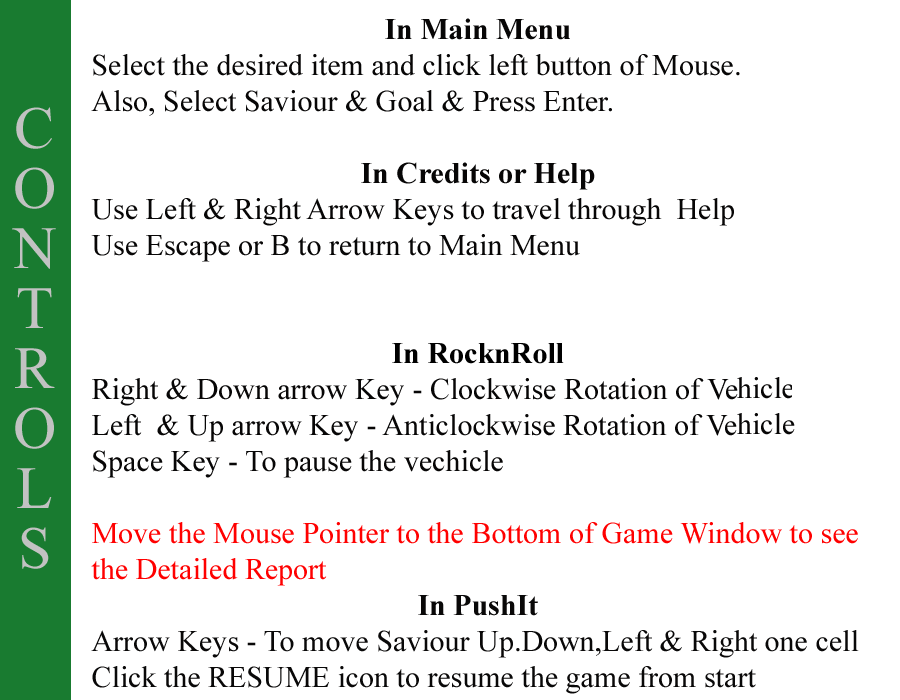 CONTROLS
In Main Menu
Select the desired item and click left button of Mouse.
Also, Select Saviour & Goal & Press Enter.
In Credits or Help
Use Left & Right Arrow Keys to travel through  Help
Use Escape or B to return to Main Menu
In RocknRoll
Right & Down arrow Key - Clockwise Rotation of Vehicle
Left  & Up arrow Key - Anticlockwise Rotation of Vehicle
Space Key - To pause the vechicle
Move the Mouse Pointer to the Bottom of Game Window to see
the Detailed Report
In PushIt
Arrow Keys - To move Saviour Up.Down,Left & Right one cell
Click the RESUME icon to resume the game from start